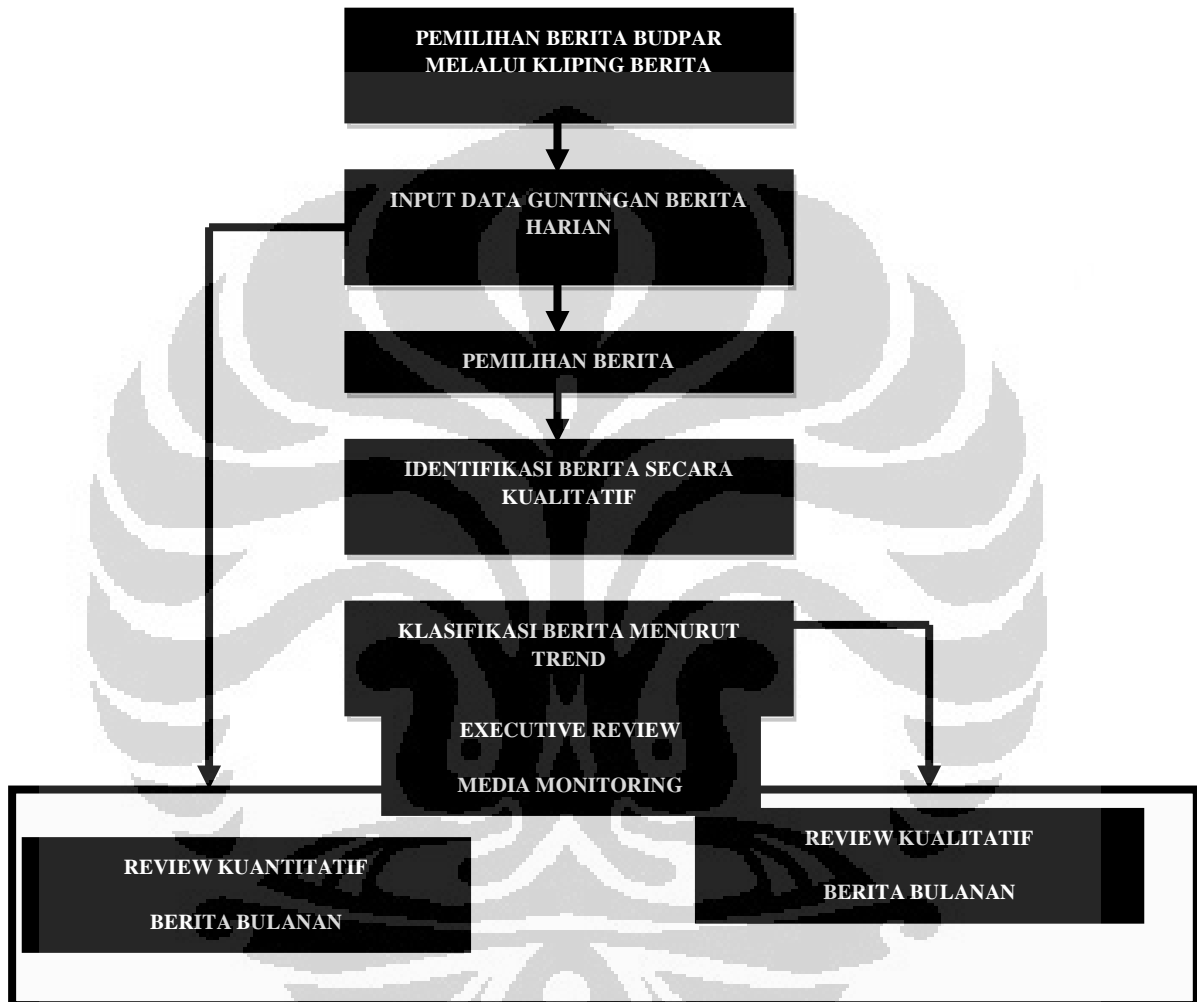 PEMILIHAN BERITA BUDPAR
MELALUI KLIPING BERITA
INPUT DATA GUNTINGAN BERITA
HARIAN
PEMILIHAN BERITA
IDENTIFIKASI BERITA SECARA
KUALITATIF
KLASIFIKASI BERITA MENURUT
TREND
EXECUTIVE REVIEW
MEDIA MONITORING
REVIEW KUANTITATIF
BERITA BULANAN
REVIEW KUALITATIF
BERITA BULANAN